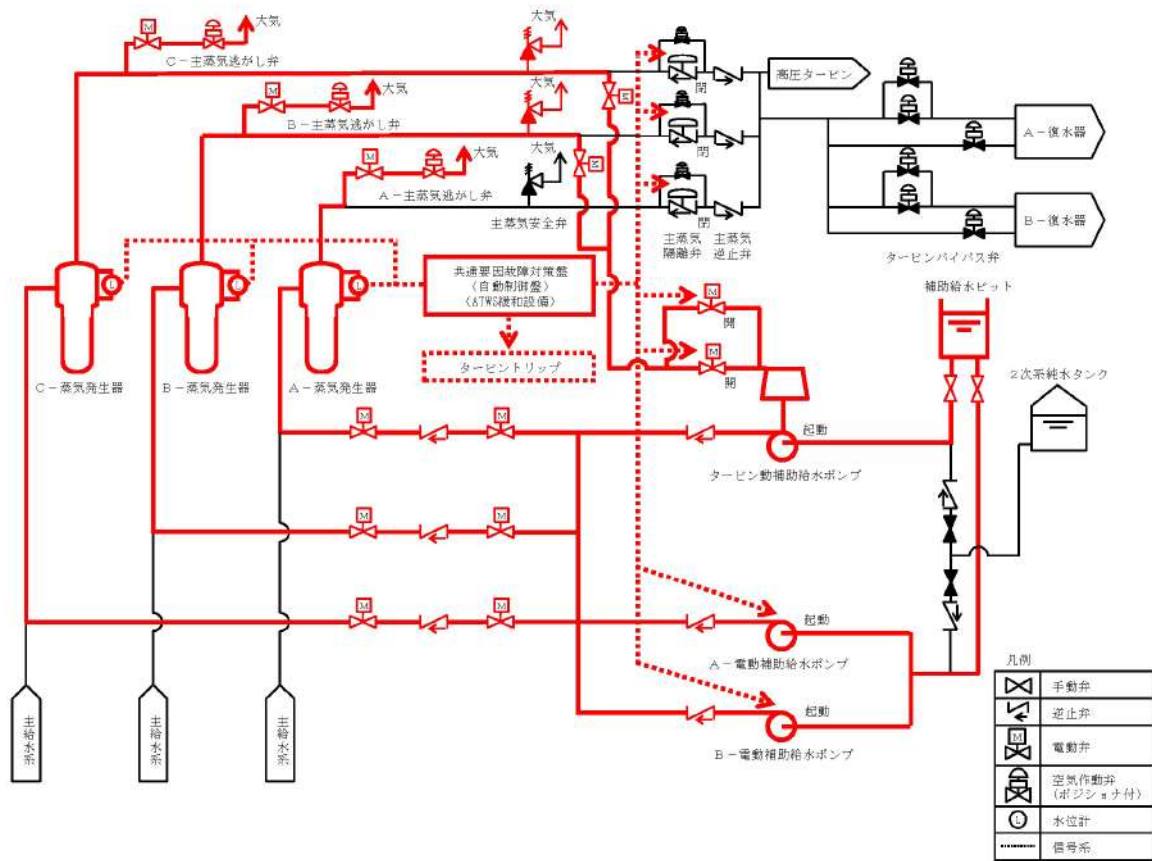 大気
C－主蒸気逃がし弁
大気
大気
B－主蒸気逃がし弁
大気
大気
A－主蒸気逃がし弁
大気
主蒸気安全弁
M
M
M
M
M
閉
閉
閉
主蒸気
隔離弁
主蒸気
逆止弁
高圧タービン
A－復水器
B－復水器
タービンバイパス弁
L
L
L
C－蒸気発生器
B－蒸気発生器
A－蒸気発生器
共通要因故障対策盤
(自動制御盤)
(ATWS緩和設備)
タービントリップ
M
開
M
開
補助給水ピット
2次系純水タンク
M
M
起動
タービン動補助給水ポンプ
M
M
M
M
起動
A－電動補助給水ポンプ
起動
B－電動補助給水ポンプ
主給水系
主給水系
主給水系
凡例
手動弁
逆止弁
M
電動弁
空気作動弁
(ポジショナ付)
L
水位計
信号系